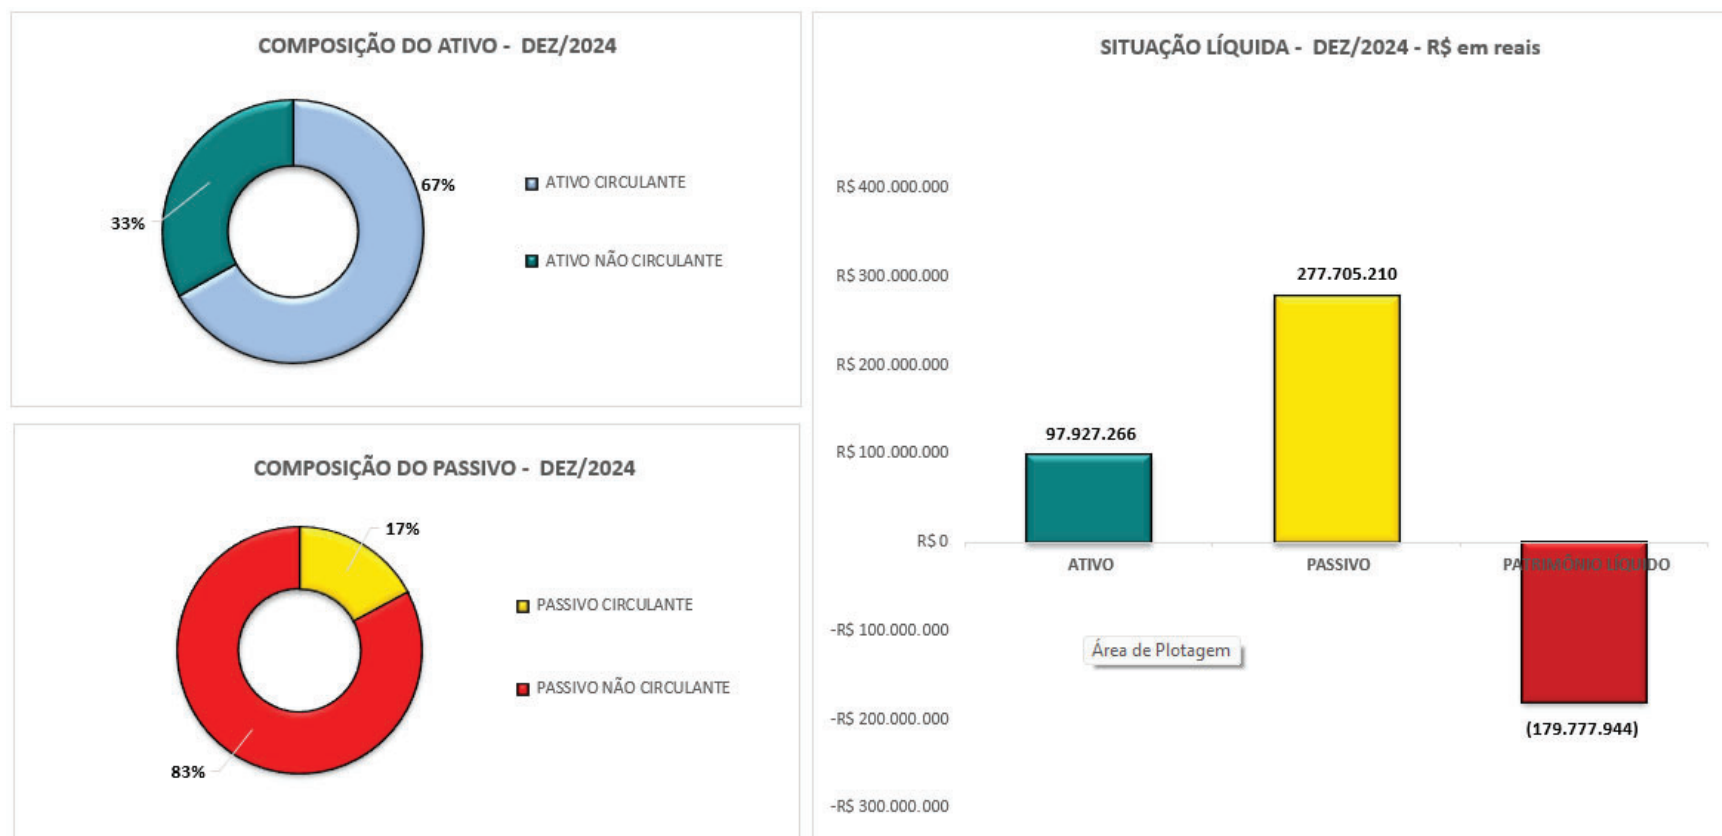 COMPOSIÇÃO DO ATIVO -  DEZ/2024
67%
33%
ATIVO CIRCULANTE
ATIVO NÃO CIRCULANTE
COMPOSIÇÃO DO PASSIVO -  DEZ/2024
17%
83%
PASSIVO CIRCULANTE
PASSIVO NÃO CIRCULANTE
SITUAÇÃO LÍQUIDA -  DEZ/2024 - R$ em reais
R$ 400.000.000
R$ 300.000.000
R$ 200.000.000
R$ 100.000.000
R$ 0
-R$ 100.000.000
-R$ 200.000.000
-R$ 300.000.000
97.927.266
277.705.210
(179.777.944)
ATIVO
PASSIVO
PATRIMÔNIO LÍQUIDO
Área de Plotagem